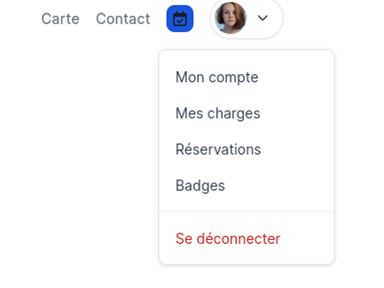 Carte Contact
Mon compte
Mes charges
Réservations
Badges
Se déconnecter